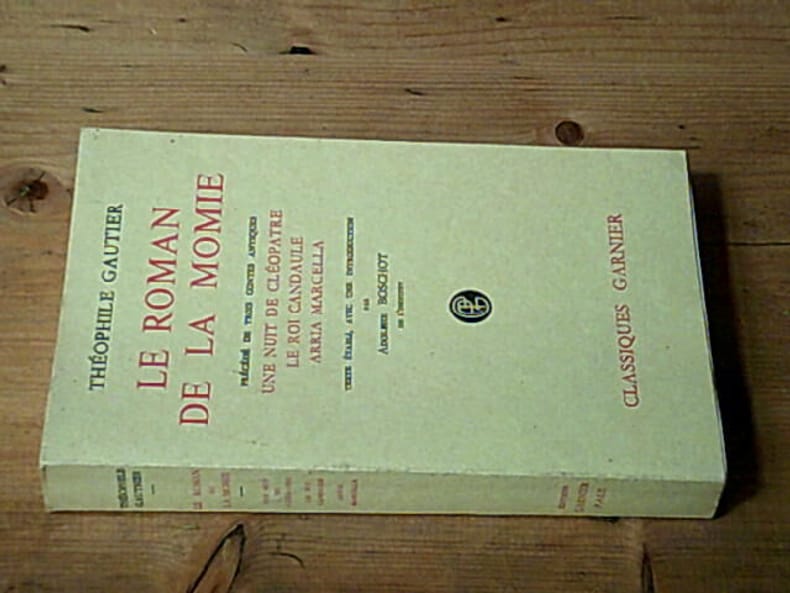 THÉOPHILE GAUTIER
LE ROMAN
DE LA MOMIE
PRÉCÉDÉ DE TROIS CONTES ANTIQUES
UNE NUIT DE CLÉOPATRE
LE ROI CANDAULE
ARRIA MARCELLA
TEXTE ÉTABLI, AVEC UNE INTRODUCTION
PAR
ADOLPHE BOSCHOT
DE L'INSTITUT
CLASSIQUES GARNIER
THÉOPHILE
GAUTIER
LE ROMAN
DE
LA MOMIE
GARNIER